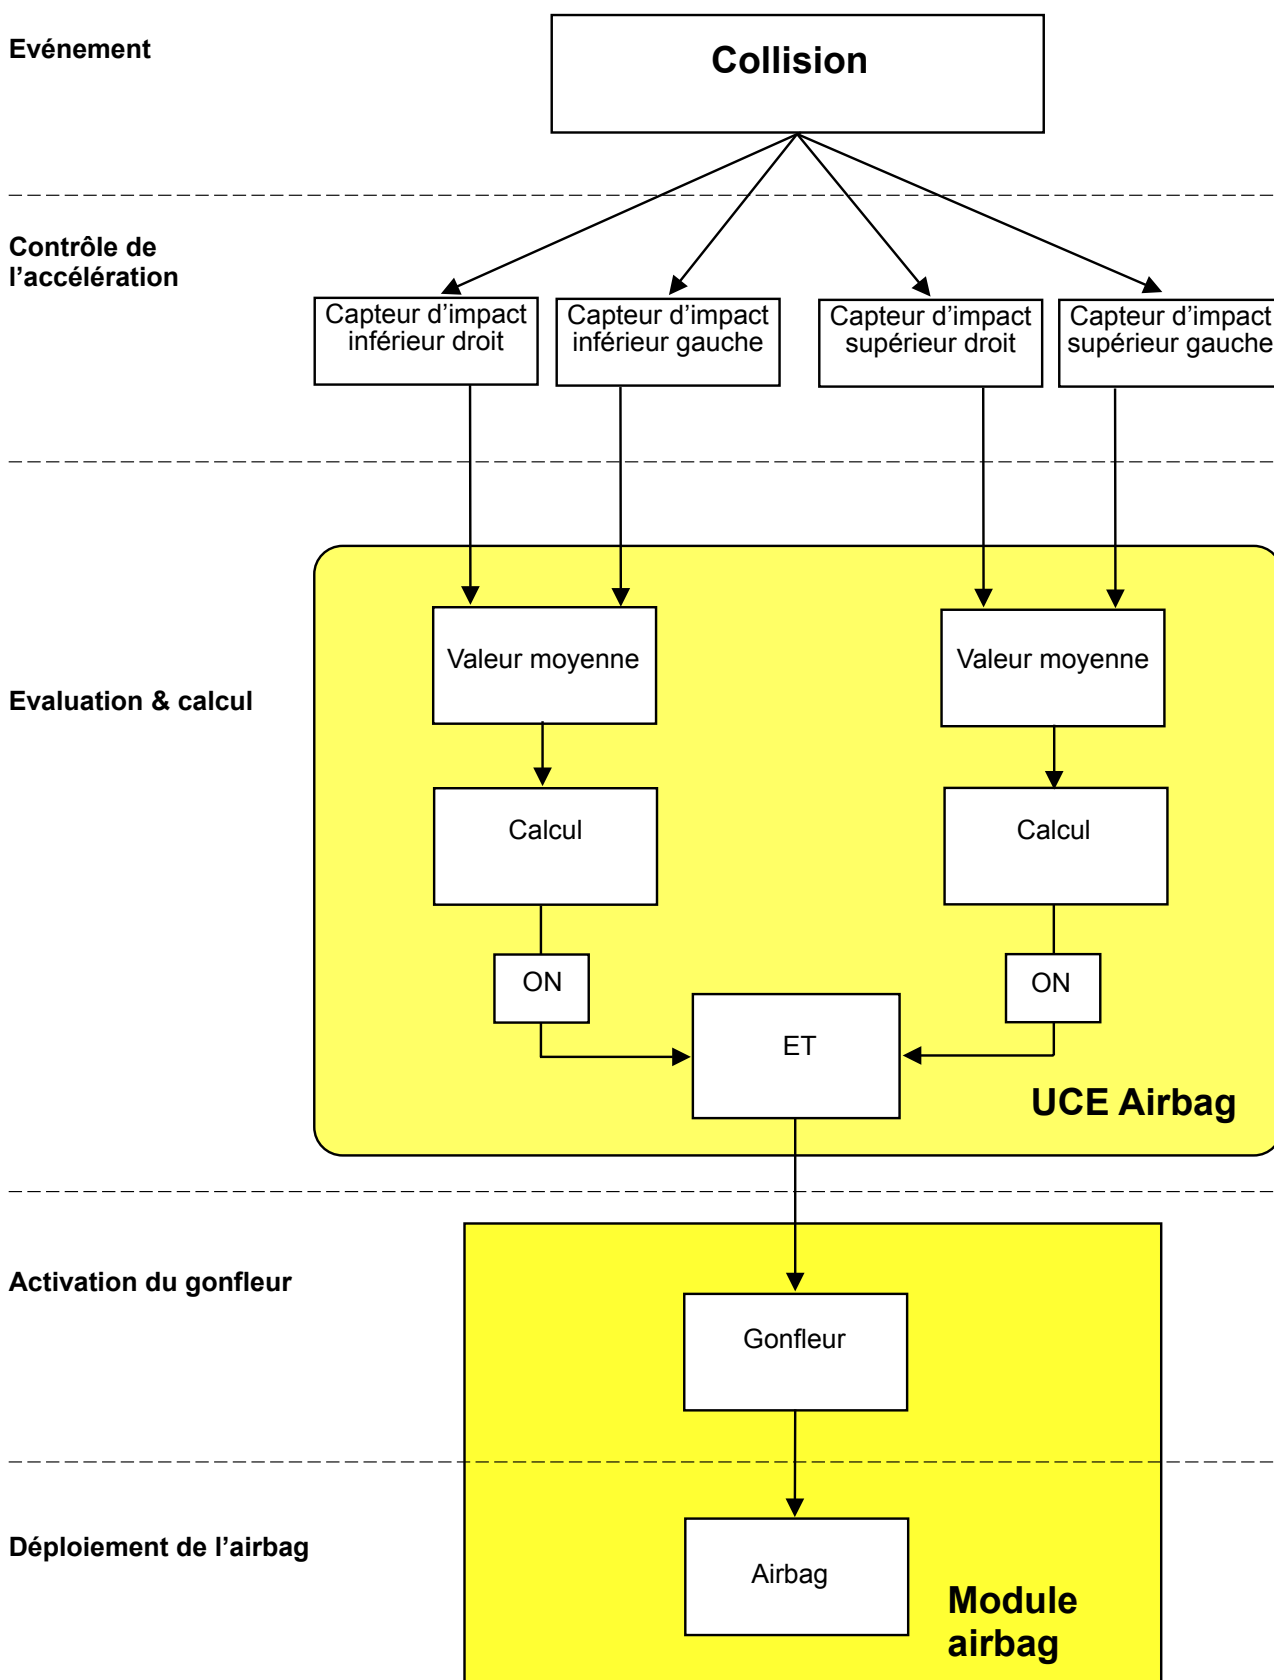 Evénement
Collision
Contrôle de
l’accélération
Capteur d’impact
inférieur droit
Capteur d’impact
inférieur gauche
Capteur d’impact
supérieur droit
Capteur d’impact
supérieur gauche
Evaluation & calcul
Valeur moyenne
Valeur moyenne
Calcul
Calcul
ON
ON
ET
UCE Airbag
Activation du gonfleur
Gonfleur
Déploiement de l’airbag
Airbag
Module
airbag